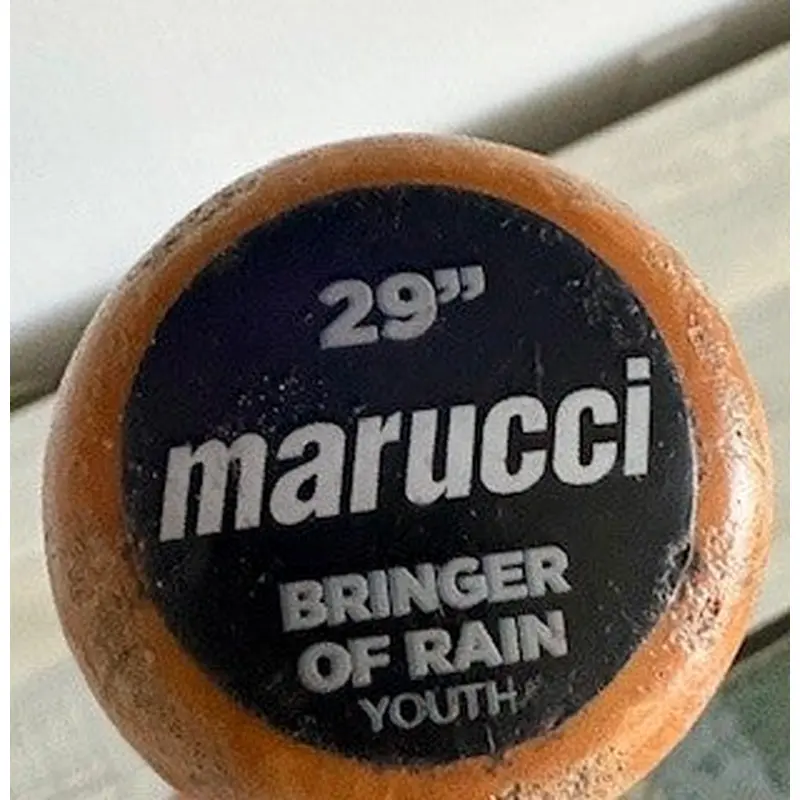 29”
marucci
BRINGER
OF RAIN
YOUTH